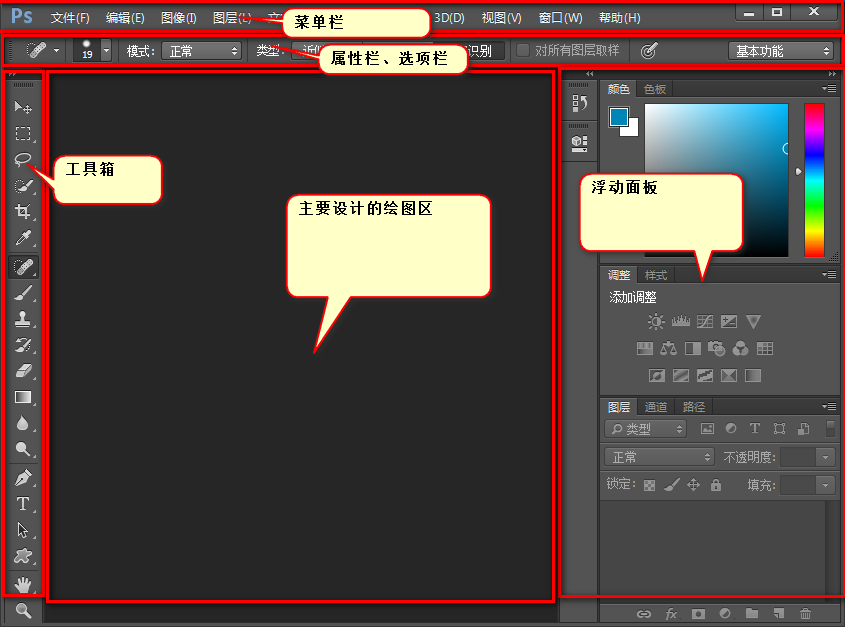 Ps 文件(F) 编辑(E) 图像(I) 图层(L) 3D(D) 视图(V) 窗口(W) 帮助(H)
菜单栏
19 模式: 正常 类型: 近似 识别 对所有图层取样 基本功能
属性栏、选项栏
颜色 色板
工具箱
浮动面板
主要设计的绘图区
调整 样式
添加调整
图层 通道 路径
类型 T
正常 不透明度:
锁定: 填充:
T
fx